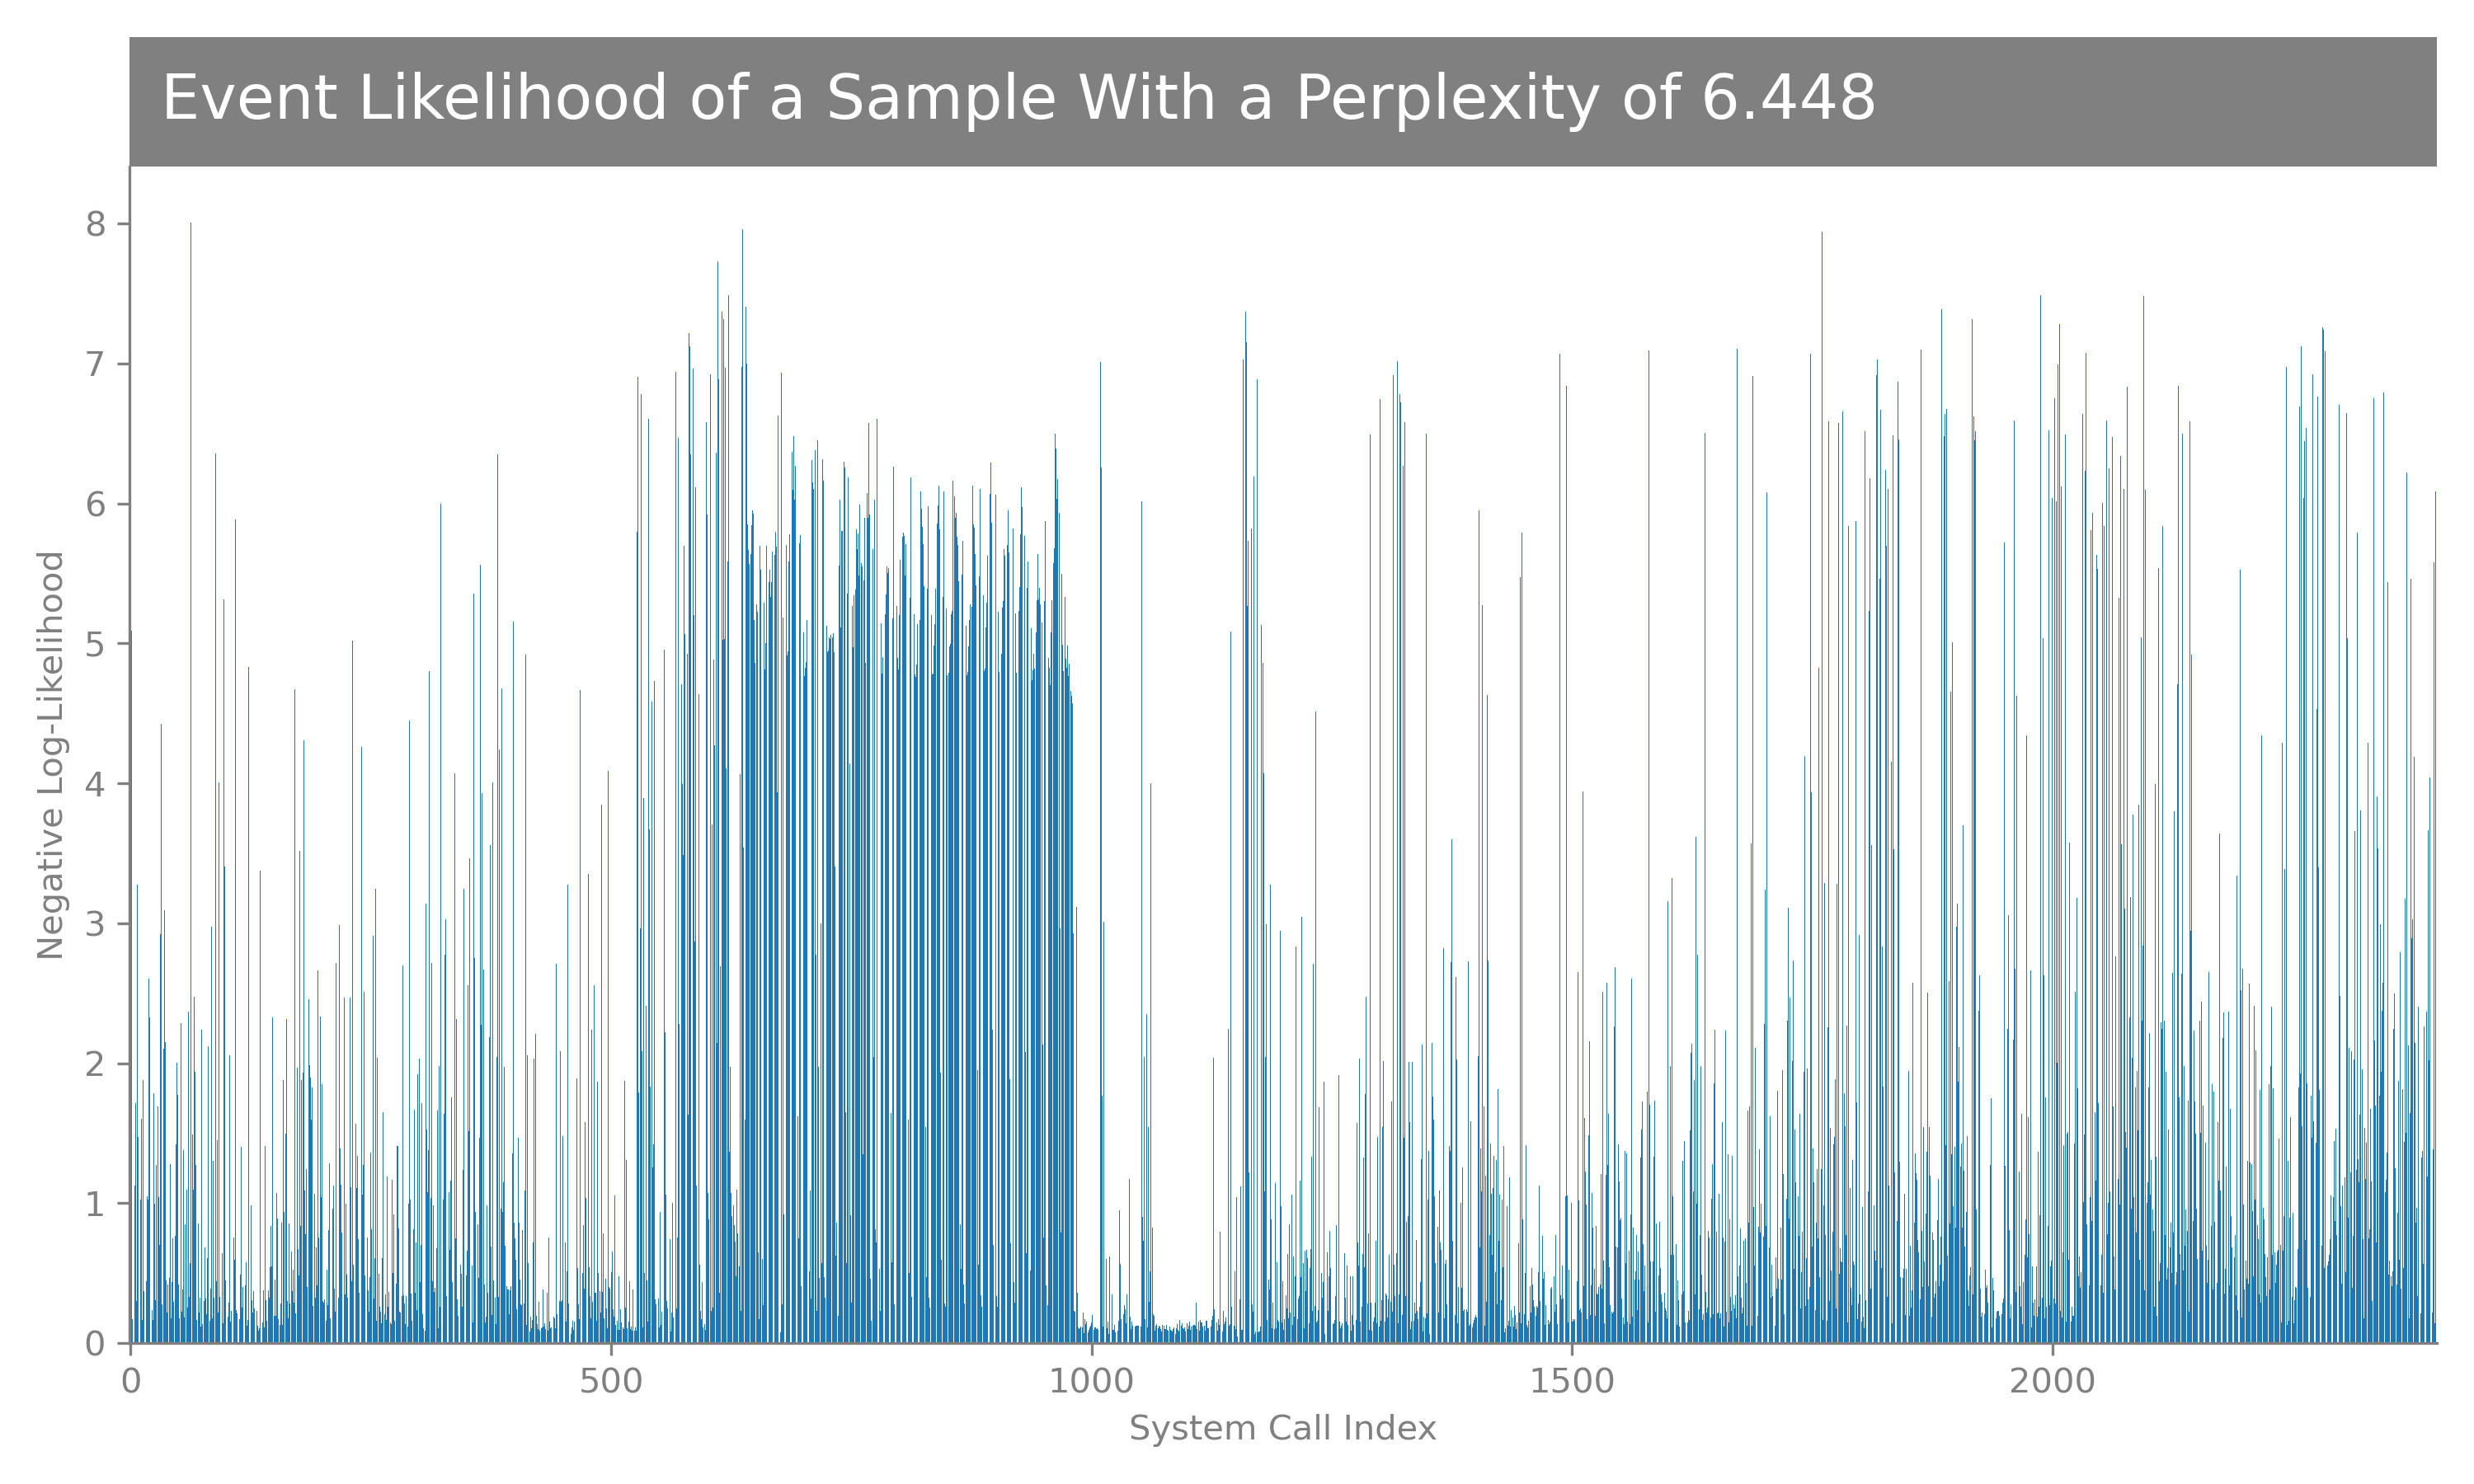 Event Likelihood of a Sample With a Perplexity of 6.448
8
7
6
5
4
3
2
1
0
Negative Log-Likelihood
0 500 1000 1500 2000
System Call Index